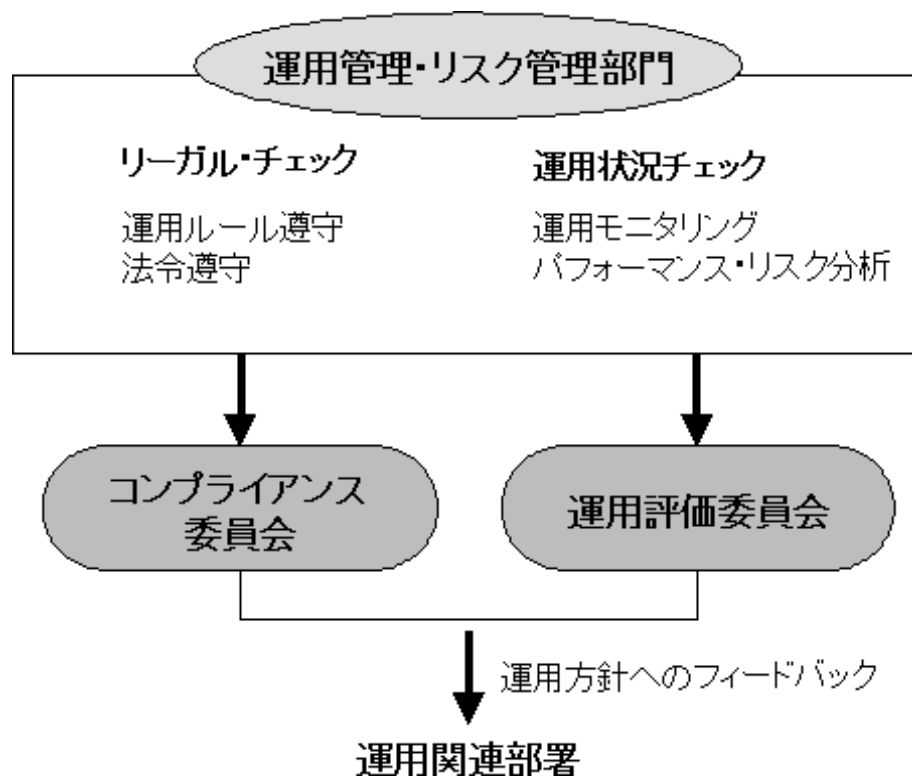 運用管理・リスク管理部門
リーガル・チェック
運用ルール遵守
法令遵守
運用状況チェック
運用モニタリング
パフォーマンス・リスク分析
コンプライアンス
委員会
運用評価委員会
運用方針へのフィードバック
運用関連部署